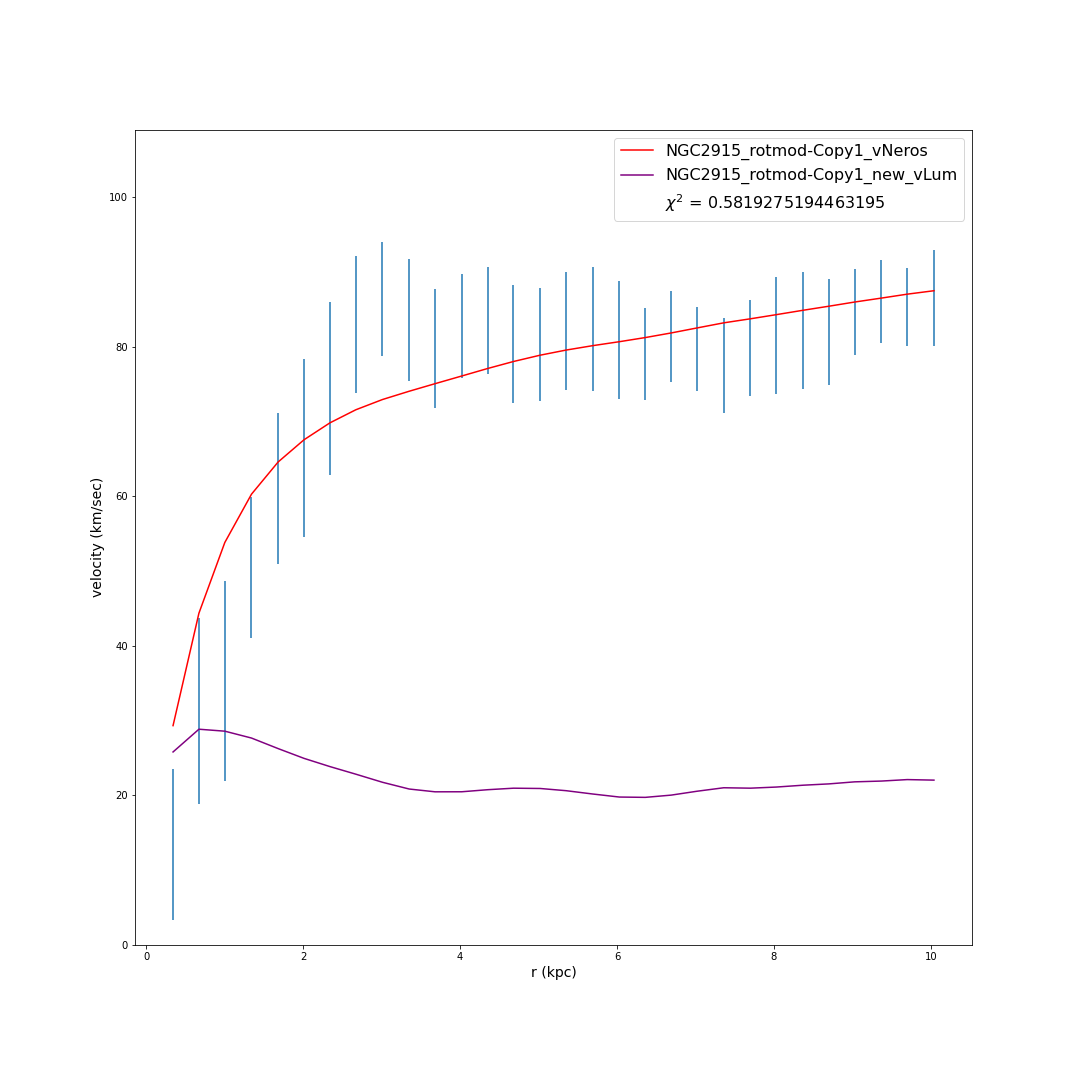 NGC2915_rotmod-Copy1_vNeros
NGC2915_rotmod-Copy1_new_vLum
χ² = 0.5819275194463195
100
80
60
40
20
0
velocity (km/sec)
0 2 4 6 8 10
r (kpc)